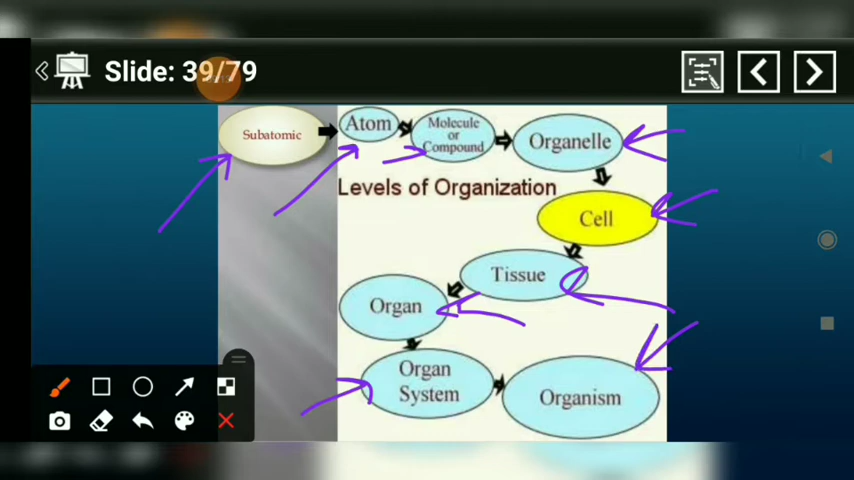 Slide: 39/79
Subatomic
Atom
Molecule
or
Compound
Organelle
Levels of Organization
Cell
Tissue
Organ
Organ
System
Organism